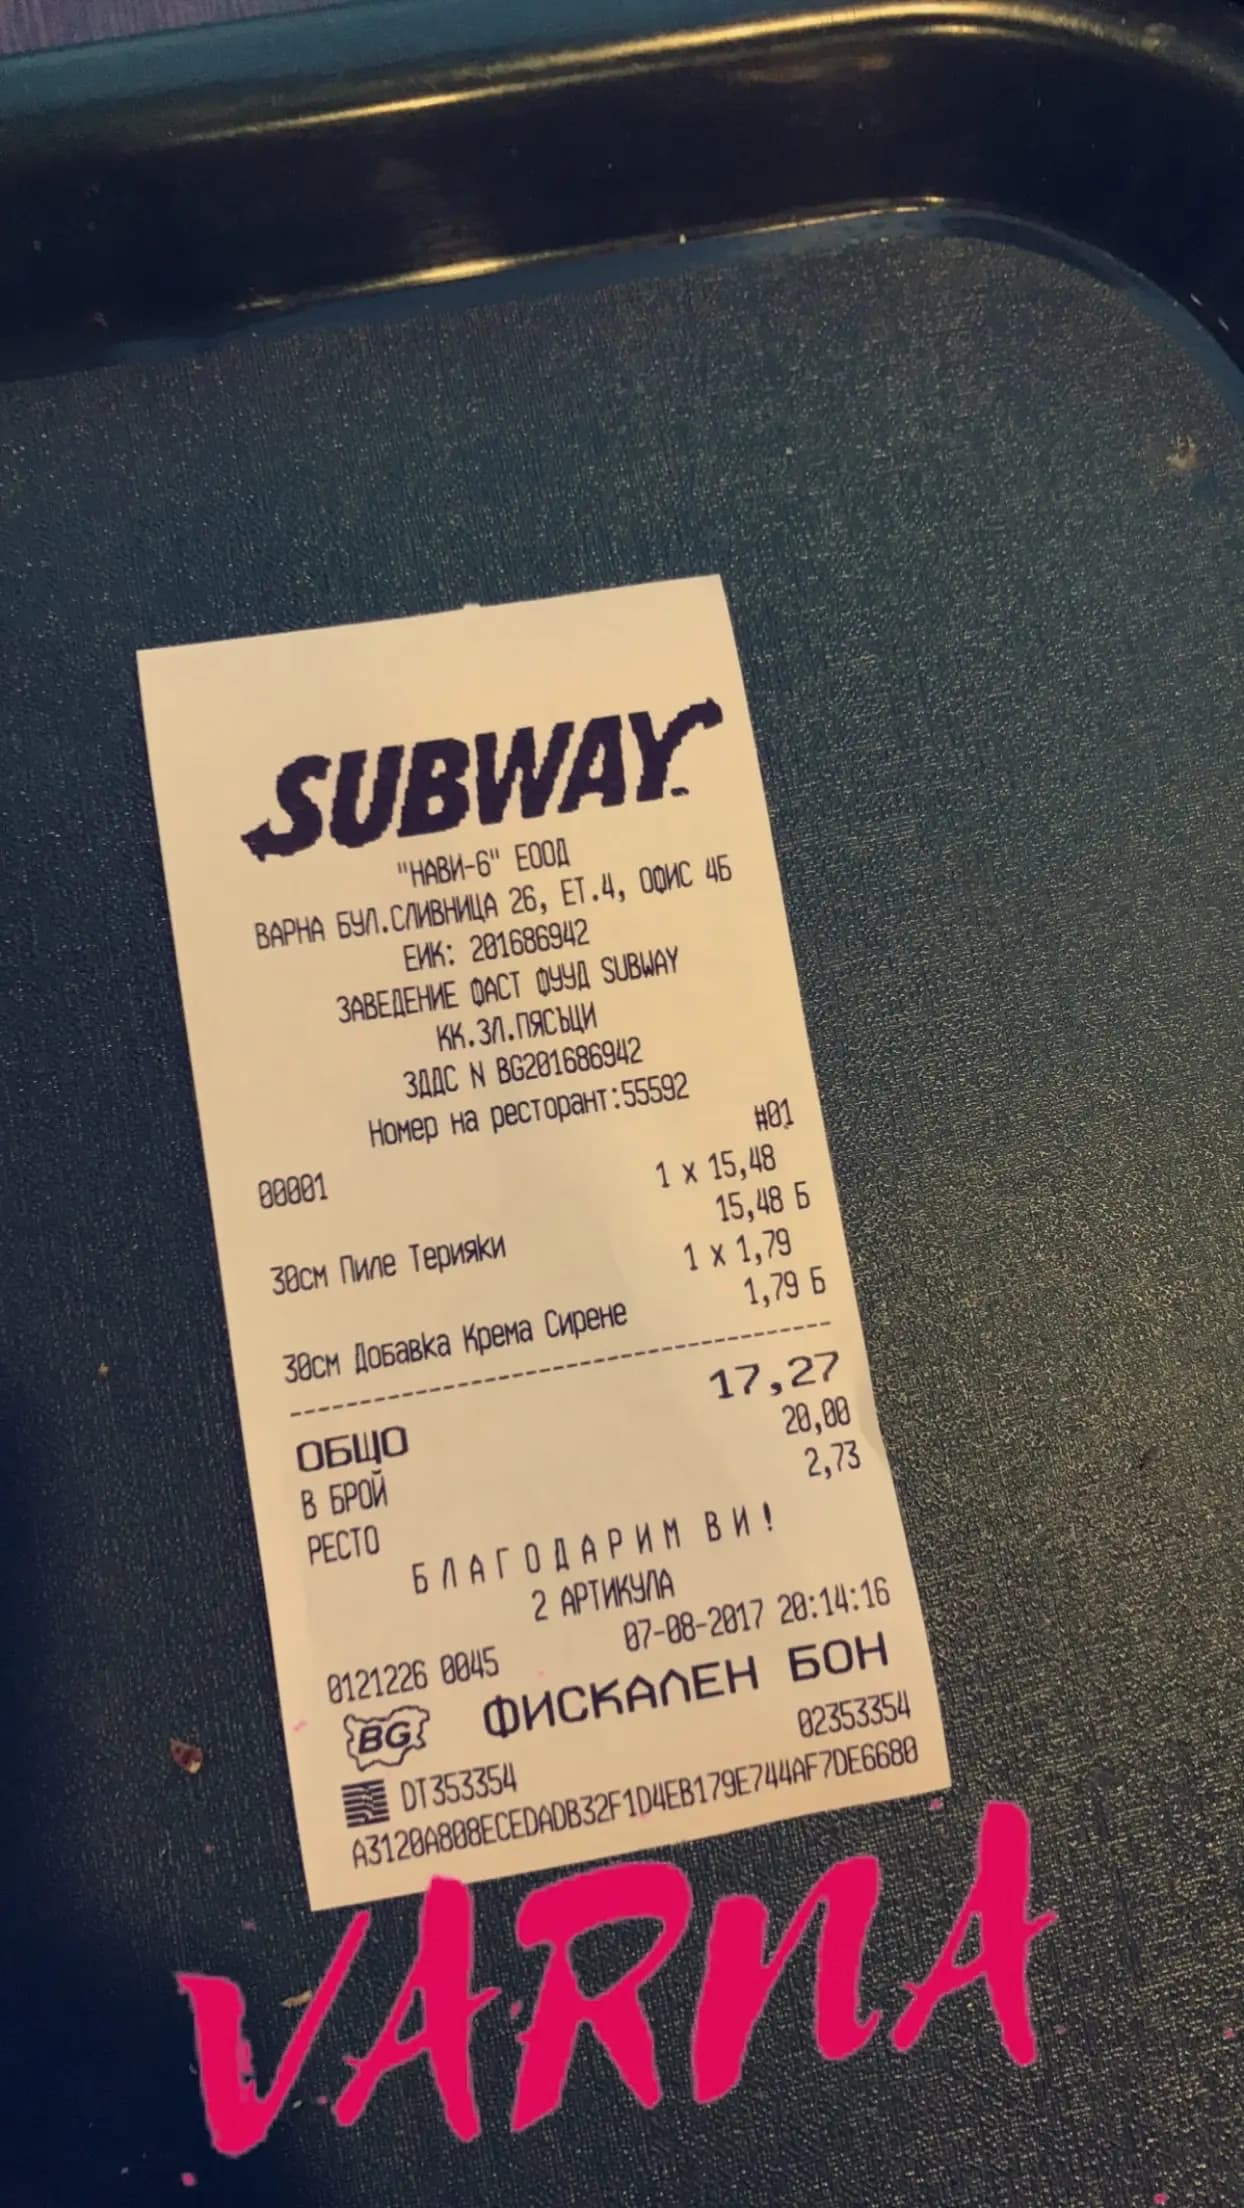 SUBWAY
"НАВИ-6" ЕООД
ВАРНА БУЛ.СЛИВНИЦА 26, ЕТ.4, ОФИС 4Б
ЕИК: 201686942
ЗАВЕДЕНИЕ ФАСТ ФУУД SUBWAY
КК.ЗЛ.ПЯСЪЦИ
ЗДДС N BG201686942
Номер на ресторант:55592
00001 #01
1 x 15,48
30см Пиле Терияки 15,48 Б
1 x 1,79
30см Добавка Крема Сирене 1,79 Б
ОБЩО 17,27
В БРОЙ 20,00
РЕСТО 2,73
БЛАГОДАРИМ ВИ!
2 АРТИКУЛА
0121226 0045 07-08-2017 20:14:16
BG ФИСКАЛЕН БОН
DT353354 02353354
A3120A808ECEDADB32F1D4EB179E744AF7DE6680
VARNA